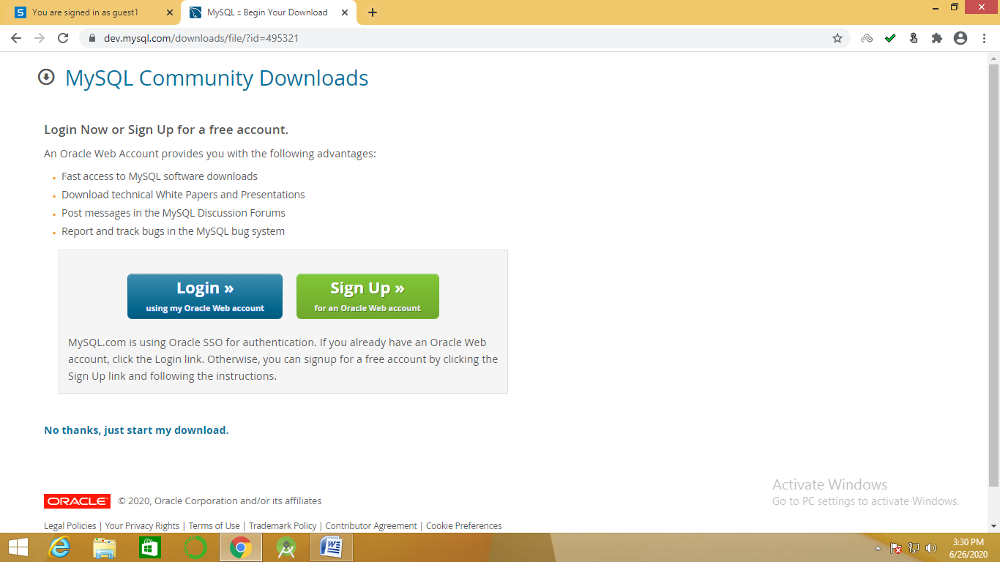 You are signed in as guest1
MySQL :: Begin Your Download
dev.mysql.com/downloads/file/?id=495321
MySQL Community Downloads
Login Now or Sign Up for a free account.
An Oracle Web Account provides you with the following advantages:
Fast access to MySQL software downloads
Download technical White Papers and Presentations
Post messages in the MySQL Discussion Forums
Report and track bugs in the MySQL bug system
Login »
using my Oracle Web account
Sign Up »
for an Oracle Web account
MySQL.com is using Oracle SSO for authentication. If you already have an Oracle Web
account, click the Login link. Otherwise, you can signup for a free account by clicking the
Sign Up link and following the instructions.
No thanks, just start my download.
Activate Windows
Go to PC settings to activate Windows.
ORACLE © 2020, Oracle Corporation and/or its affiliates
Legal Policies | Your Privacy Rights | Terms of Use | Trademark Policy | Contributor Agreement | Cookie Preferences
3:30 PM
6/26/2020